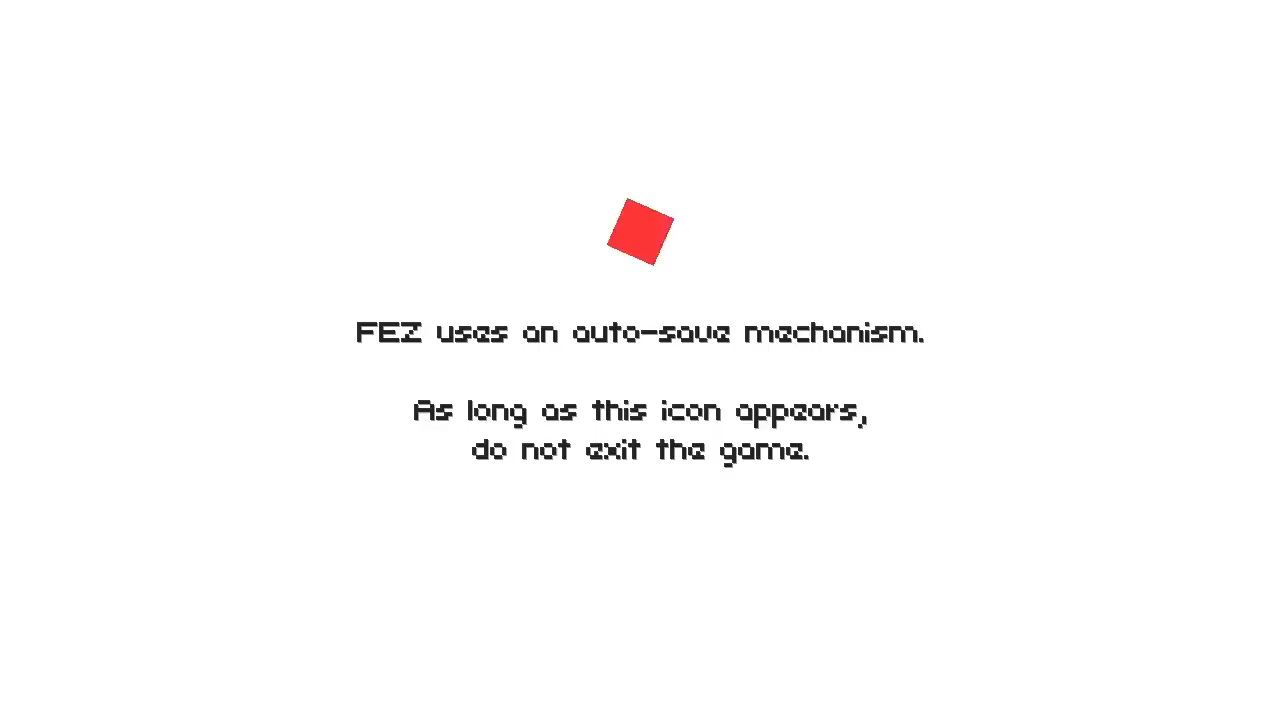 FEZ uses an auto-save mechanism.
As long as this icon appears,
do not exit the game.